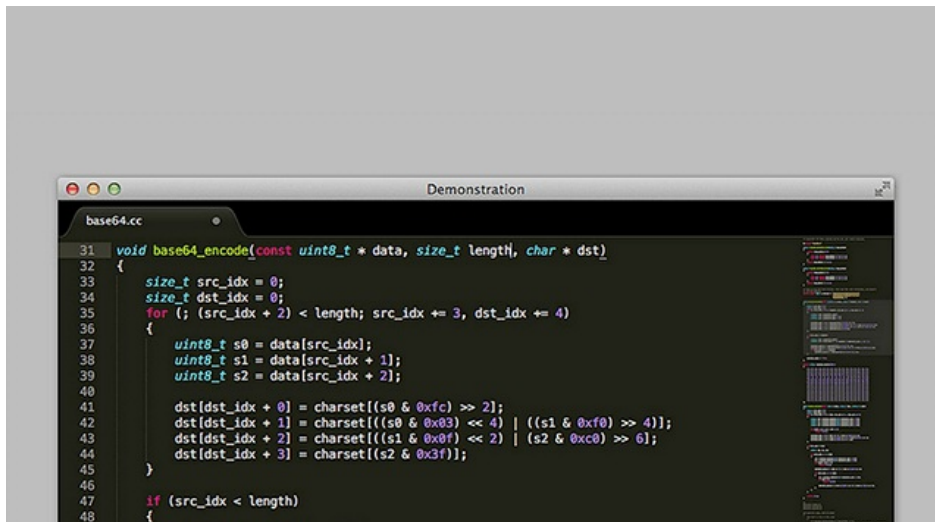 Demonstration
base64.cc
31 void base64_encode(const uint8_t * data, size_t length, char * dst)
32 {
33 size_t src_idx = 0;
34 size_t dst_idx = 0;
35 for (; (src_idx + 2) < length; src_idx += 3, dst_idx += 4)
36 {
37 uint8_t s0 = data[src_idx];
38 uint8_t s1 = data[src_idx + 1];
39 uint8_t s2 = data[src_idx + 2];
40
41 dst[dst_idx + 0] = charset[(s0 & 0xfc) >> 2];
42 dst[dst_idx + 1] = charset[((s0 & 0x03) << 4) | ((s1 & 0xf0) >> 4)];
43 dst[dst_idx + 2] = charset[((s1 & 0x0f) << 2) | (s2 & 0xc0) >> 6];
44 dst[dst_idx + 3] = charset[(s2 & 0x3f)];
45 }
46
47 if (src_idx < length)
48 {